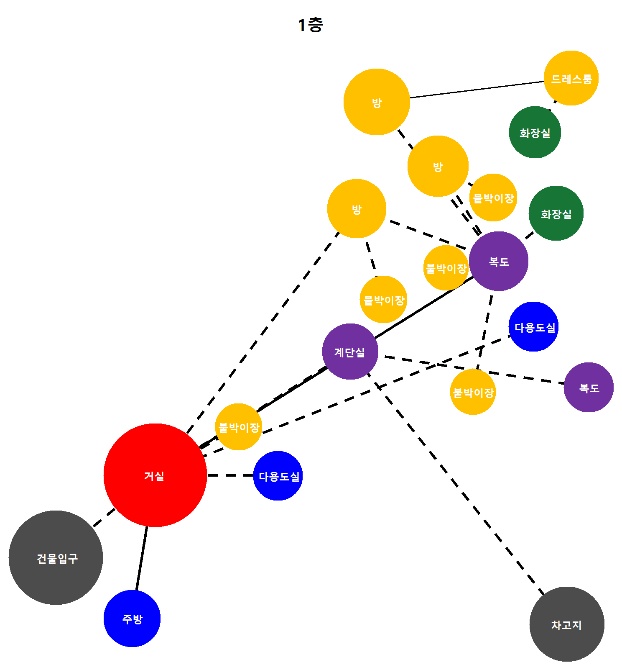 1층
드레스룸
방
화장실
방
붙박이장
방
화장실
복도
붙박이장
붙박이장
다용도실
계단실
복도
붙박이장
붙박이장
거실
다용도실
건물입구
주방
차고지